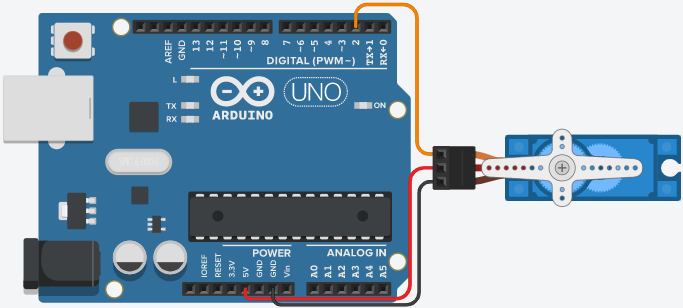 AREF
GND
13
12
~11
~10
~9
8
7
~6
~5
4
~3
2
TX→1
RX←0
DIGITAL (PWM~)
L
TX
RX
ARDUINO
UNO
ON
POWER
ANALOG IN
IOREF
RESET
3.3V
5V
GND
GND
Vin
A0
A1
A2
A3
A4
A5